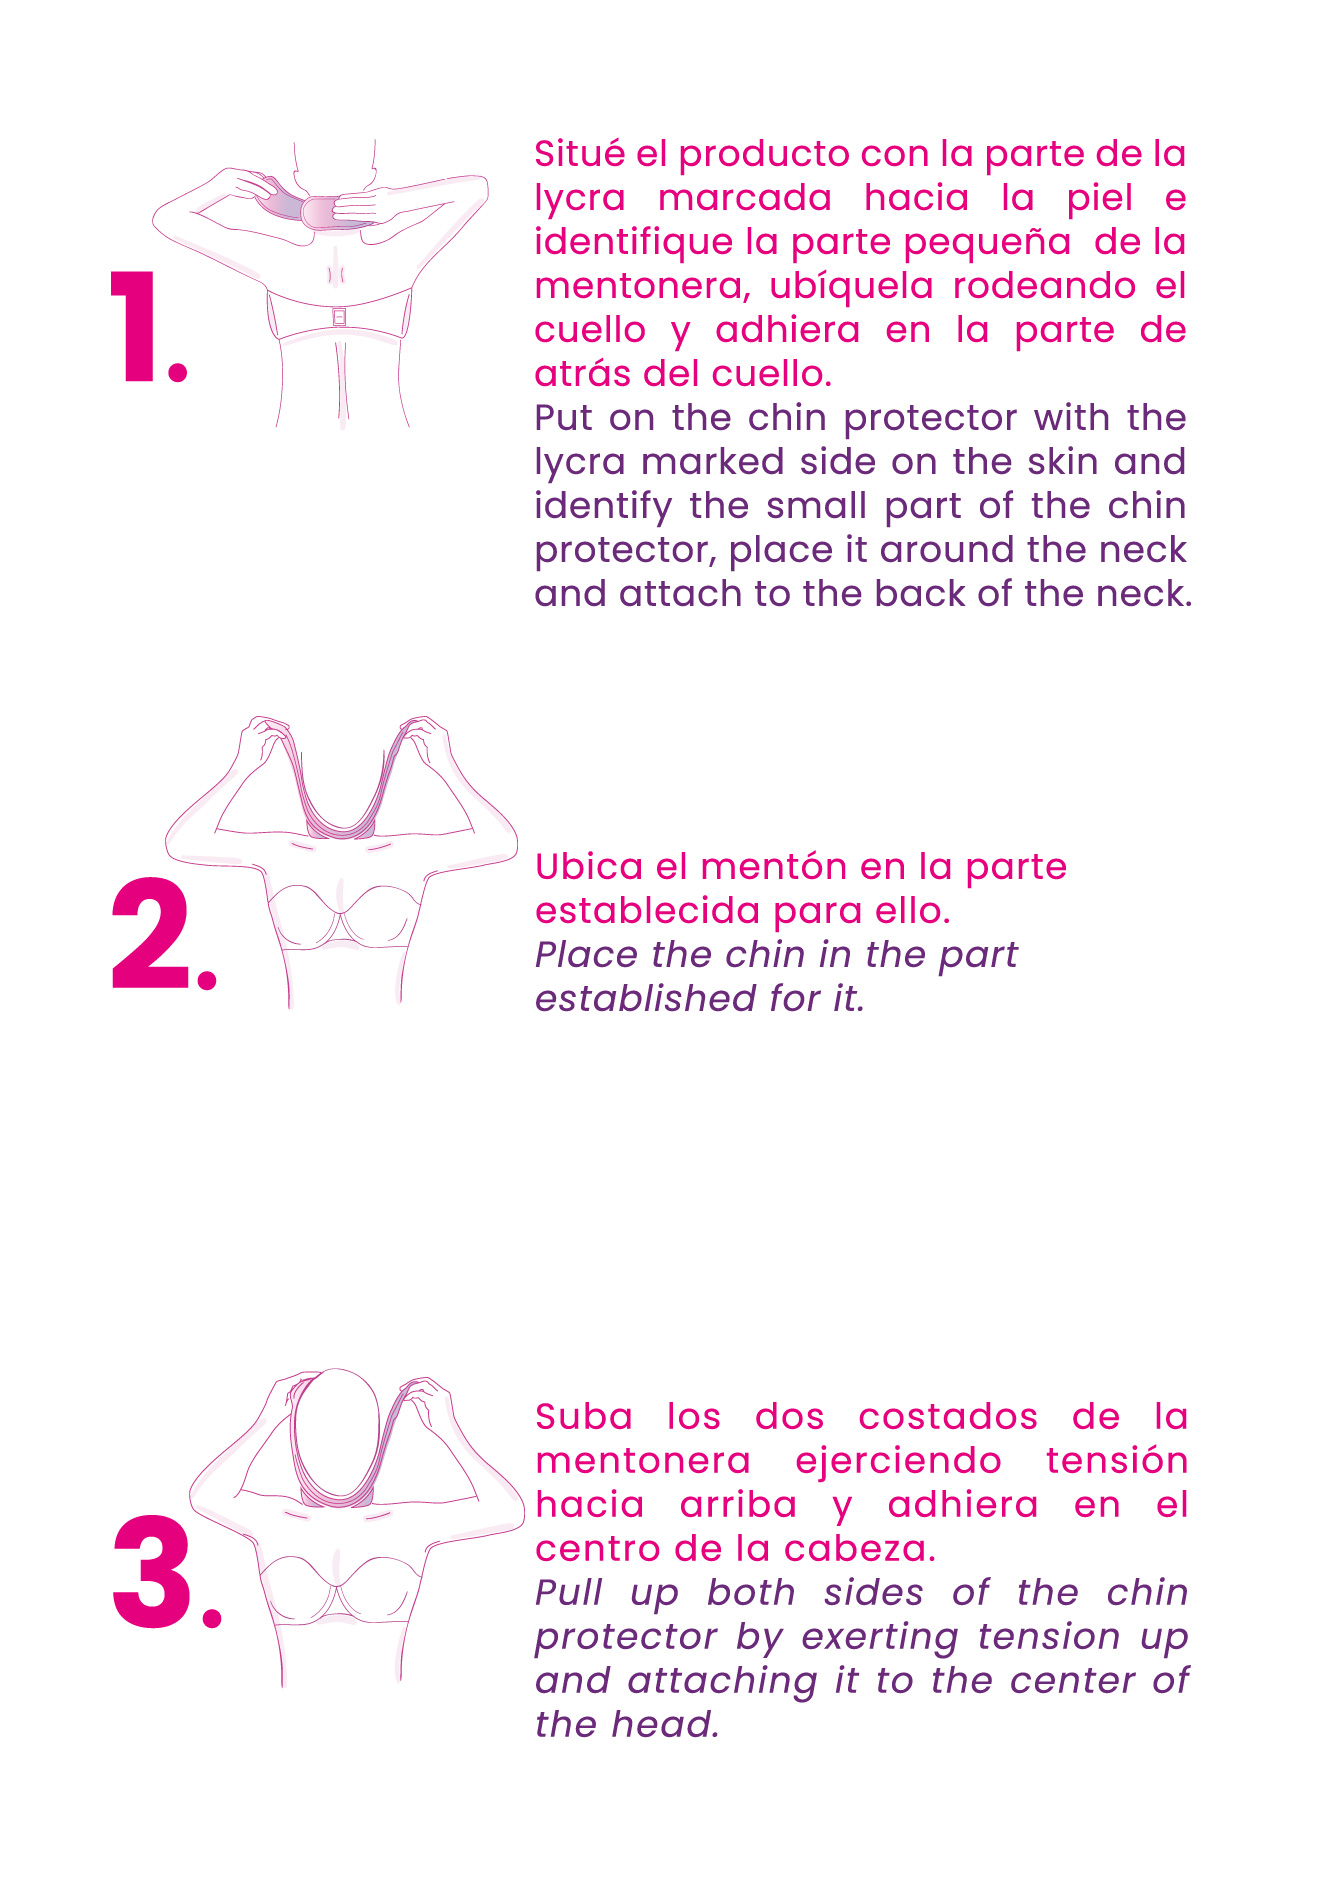 1.
Situé el producto con la parte de la
lycra marcada hacia la piel e
identifique la parte pequeña de la
mentonera, ubíquela rodeando el
cuello y adhiera en la parte de
atrás del cuello.
Put on the chin protector with the
lycra marked side on the skin and
identify the small part of the chin
protector, place it around the neck
and attach to the back of the neck.
2.
Ubica el mentón en la parte
establecida para ello.
Place the chin in the part
established for it.
3.
Suba los dos costados de la
mentonera ejerciendo tensión
hacia arriba y adhiera en el
centro de la cabeza.
Pull up both sides of the chin
protector by exerting tension up
and attaching it to the center of
the head.